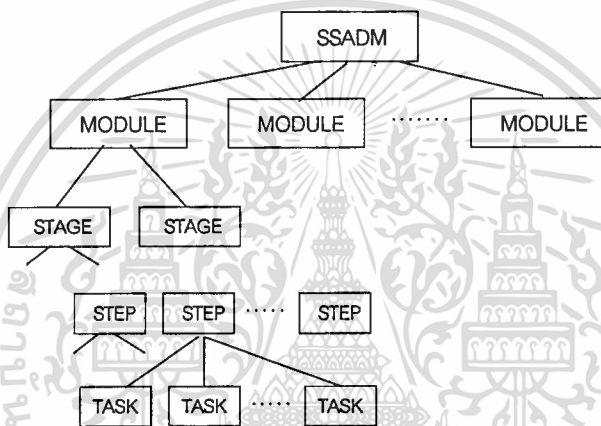 SSADM
MODULE MODULE ....... MODULE
STAGE STAGE
STEP STEP ..... STEP
TASK TASK ..... TASK